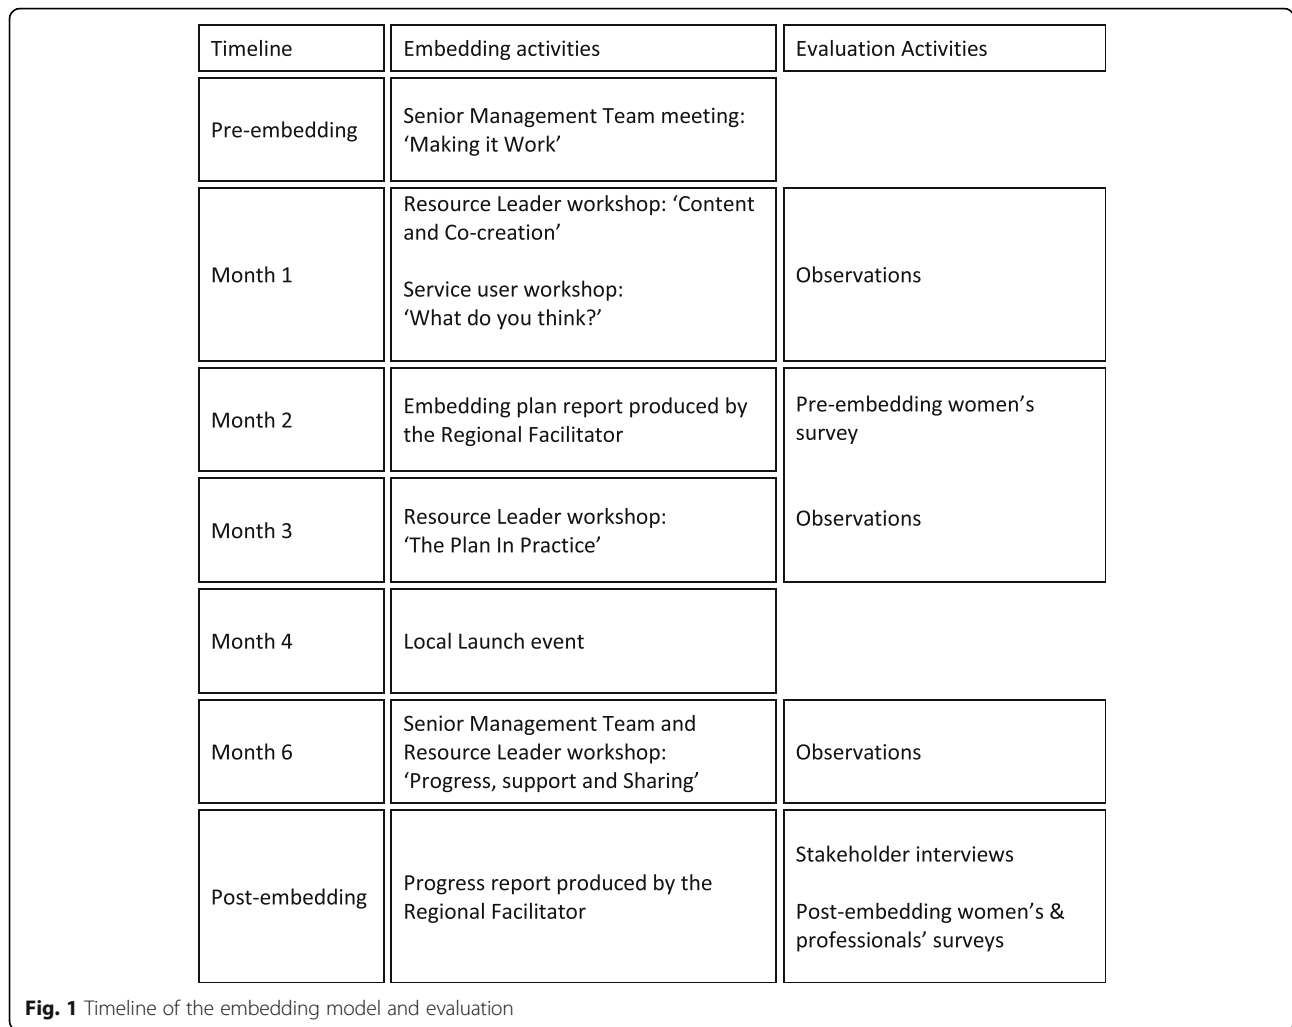 Timeline
Embedding activities
Evaluation Activities
Pre-embedding
Senior Management Team meeting:
‘Making it Work’
Month 1
Resource Leader workshop: ‘Content
and Co-creation’
Service user workshop:
‘What do you think?’
Observations
Month 2
Embedding plan report produced by
the Regional Facilitator
Pre-embedding women’s
survey
Month 3
Resource Leader workshop:
‘The Plan In Practice’
Observations
Month 4
Local Launch event
Month 6
Senior Management Team and
Resource Leader workshop:
‘Progress, support and Sharing’
Observations
Post-embedding
Progress report produced by the
Regional Facilitator
Stakeholder interviews
Post-embedding women’s &
professionals’ surveys
Fig. 1 Timeline of the embedding model and evaluation